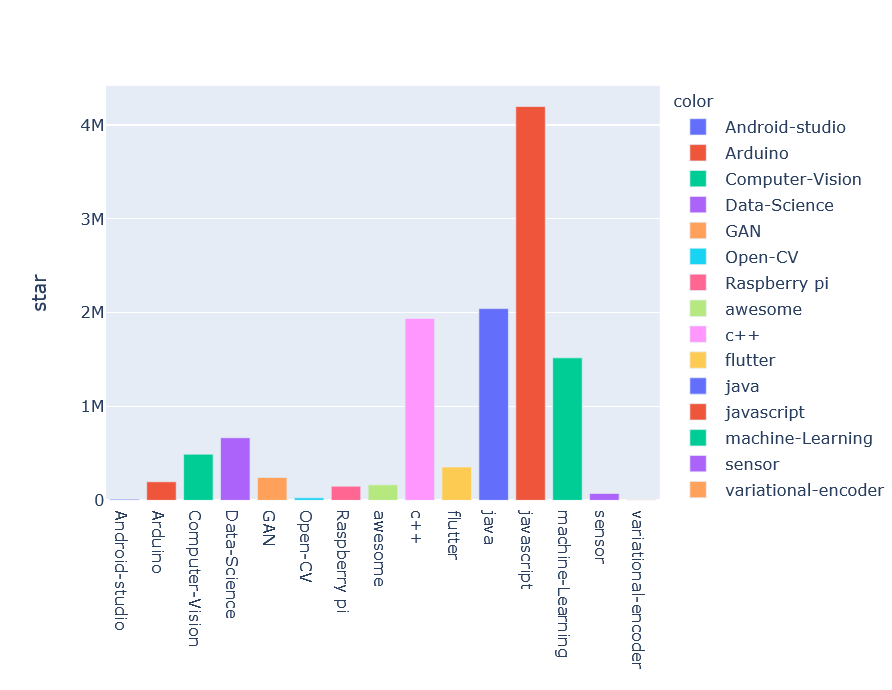 4M
3M
2M
1M
0
star
Android-studio
Arduino
Computer-Vision
Data-Science
GAN
Open-CV
Raspberry pi
awesome
c++
flutter
java
javascript
machine-Learning
sensor
variational-encoder
color
Android-studio
Arduino
Computer-Vision
Data-Science
GAN
Open-CV
Raspberry pi
awesome
c++
flutter
java
javascript
machine-Learning
sensor
variational-encoder